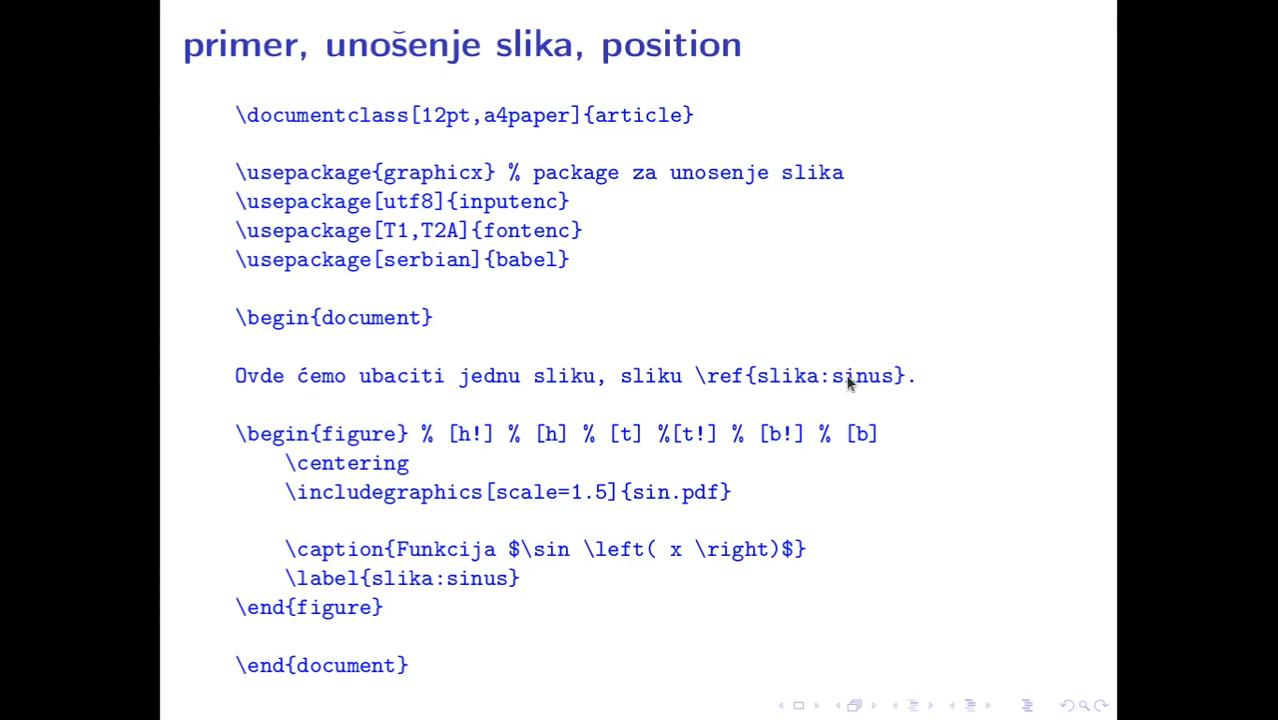 primer, unošenje slika, position
\documentclass[12pt,a4paper]{article}
\usepackage{graphicx} % package za unosenje slika
\usepackage[utf8]{inputenc}
\usepackage[T1,T2A]{fontenc}
\usepackage[serbian]{babel}
\begin{document}
Ovde ćemo ubaciti jednu sliku, sliku \ref{slika:sinus}.
\begin{figure} % [h!] % [h] % [t] %[t!] % [b!] % [b]
\centering
\includegraphics[scale=1.5]{sin.pdf}
\caption{Funkcija $\sin \left( x \right)$}
\label{slika:sinus}
\end{figure}
\end{document}